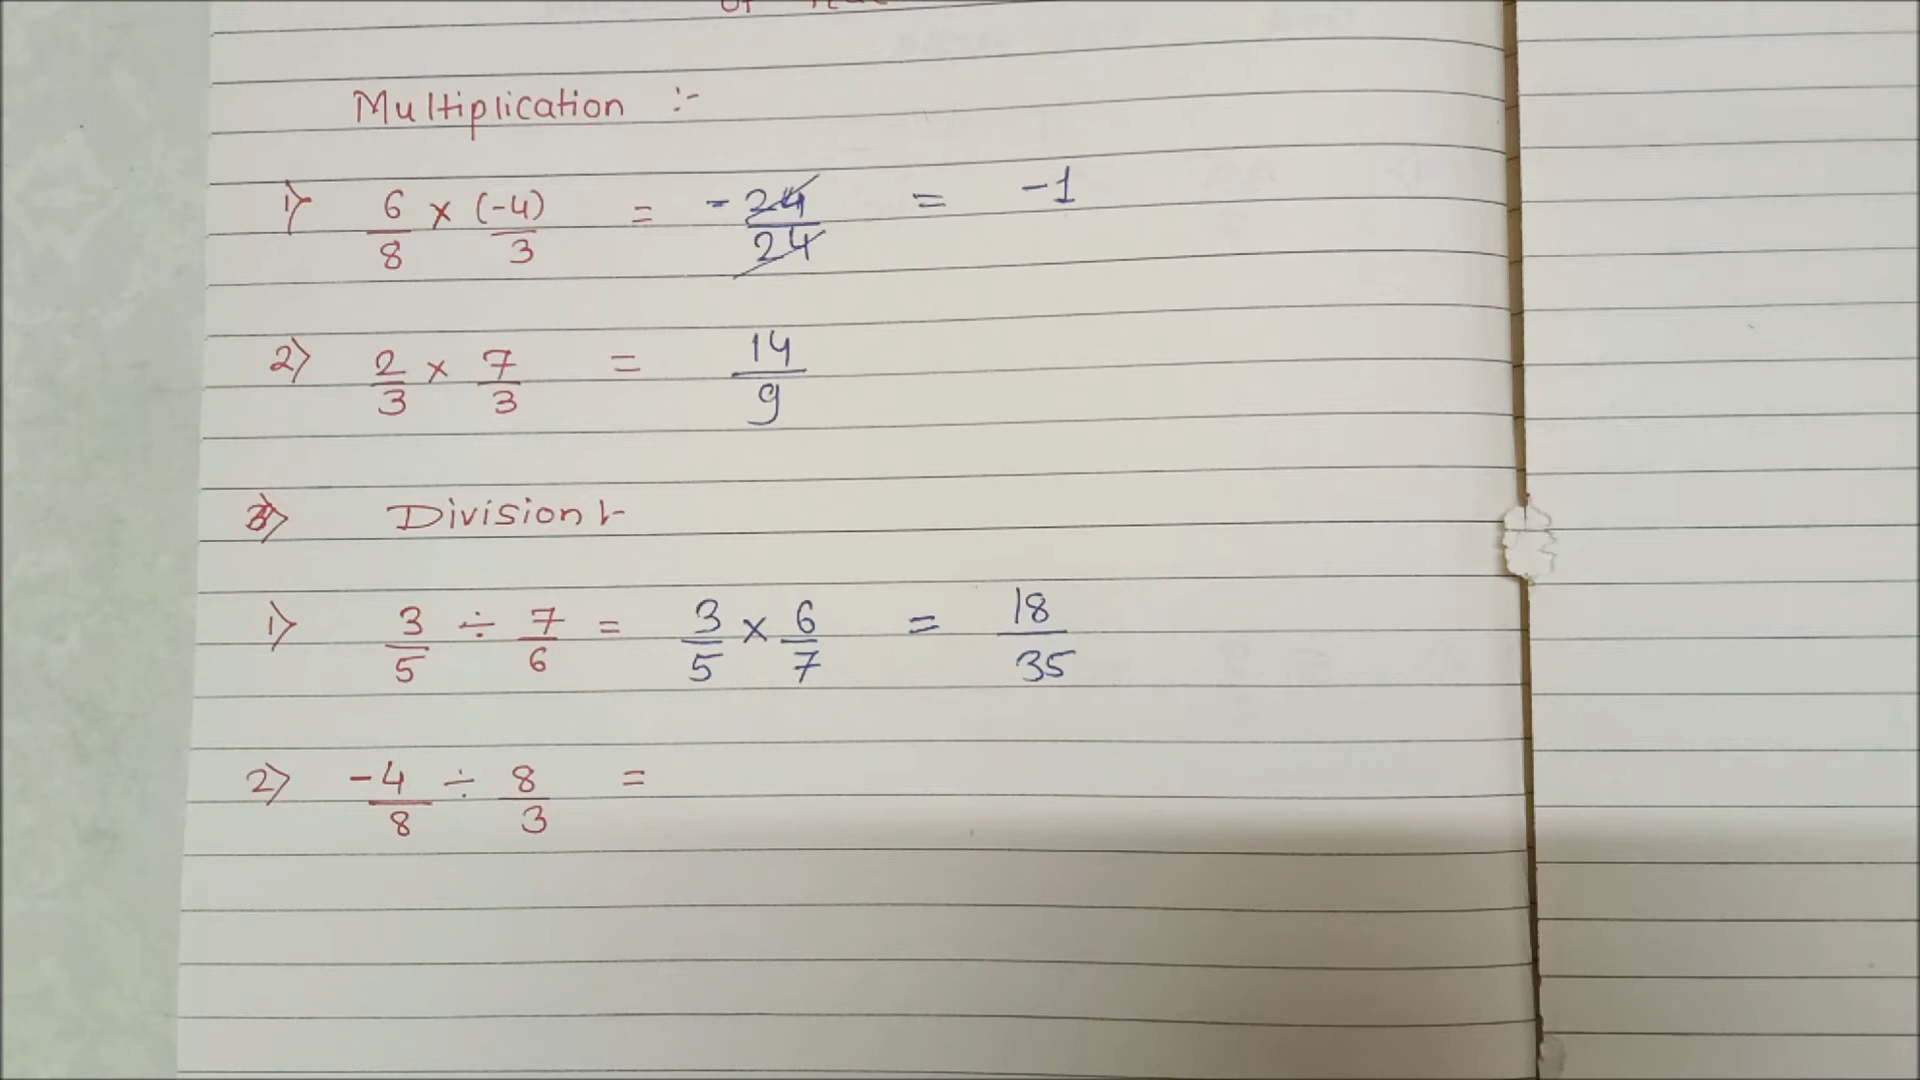 of
Multiplication :-
1) 6/8 × (-4)/3 = -24/24 = -1
2) 2/3 × 7/3 = 14/9
Division :-
1) 3/5 ÷ 7/6 = 3/5 × 6/7 = 18/35
2) -4/8 ÷ 8/3 =